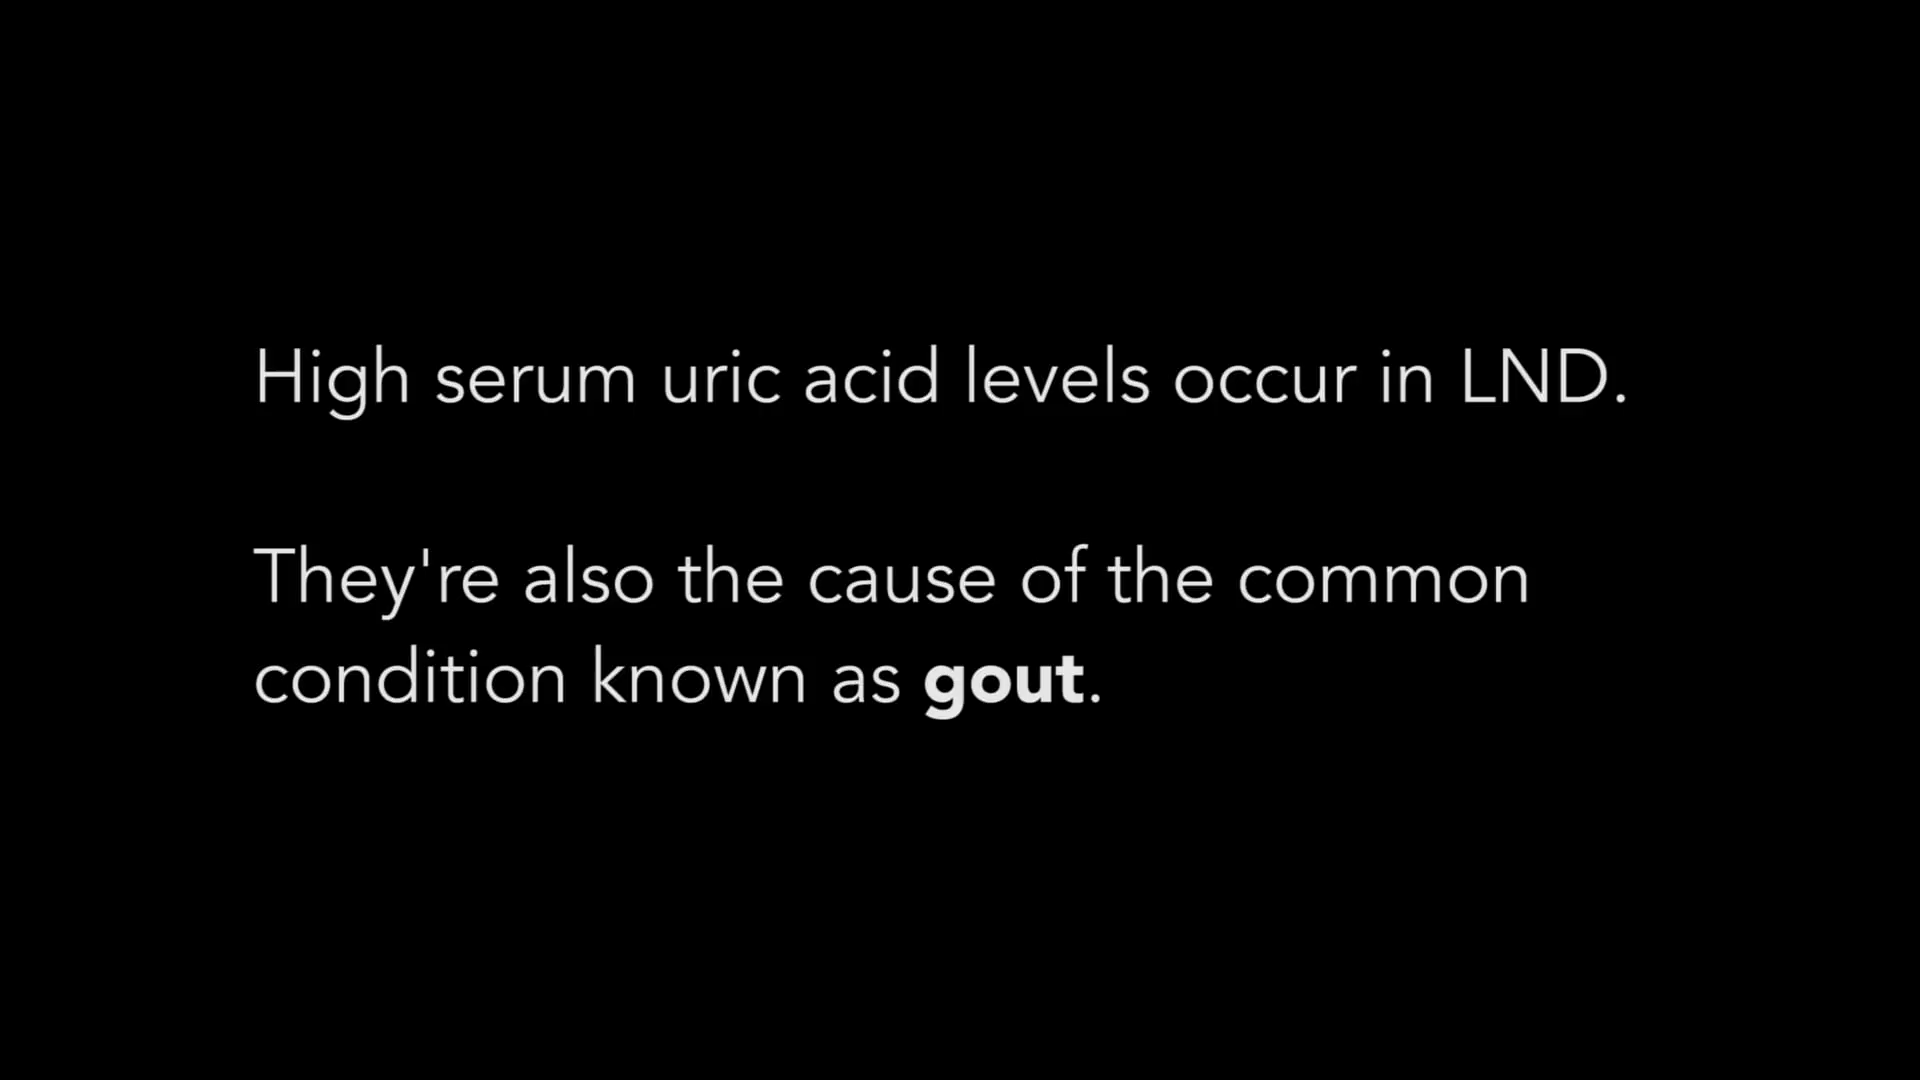 High serum uric acid levels occur in LND.
They're also the cause of the common
condition known as gout.